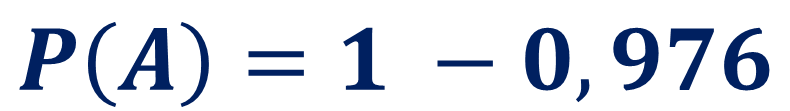 P(A) = 1 − 0,976